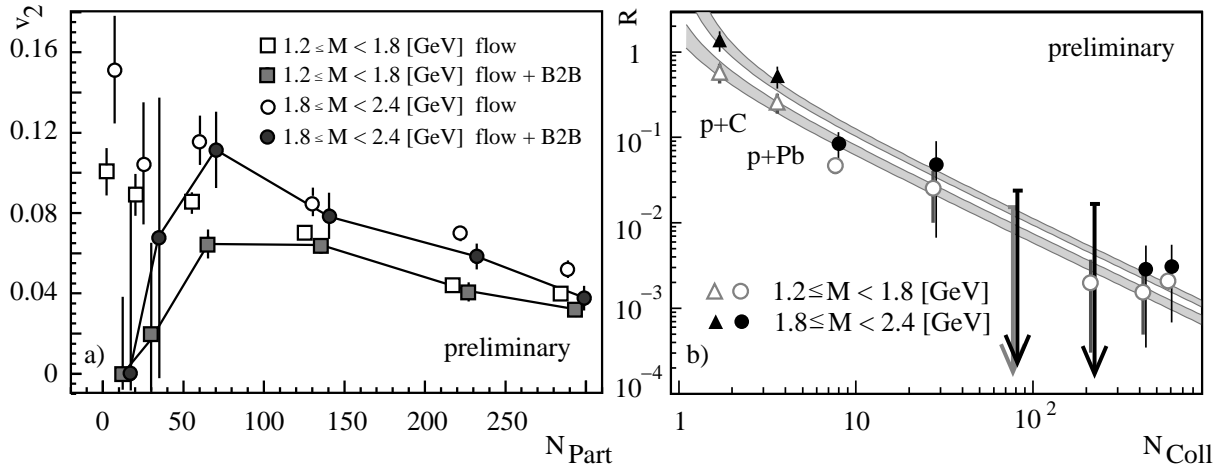 v2
0.16
0.12
0.08
0.04
0
1.2 ≤ M < 1.8 [GeV] flow
1.2 ≤ M < 1.8 [GeV] flow + B2B
1.8 ≤ M < 2.4 [GeV] flow
1.8 ≤ M < 2.4 [GeV] flow + B2B
a)
preliminary
0 50 100 150 200 250
N_Part
R
1
10^−1
10^−2
10^−3
10^−4
preliminary
p+C
p+Pb
1.2 ≤ M < 1.8 [GeV]
1.8 ≤ M < 2.4 [GeV]
b)
1 10 10^2
N_Coll